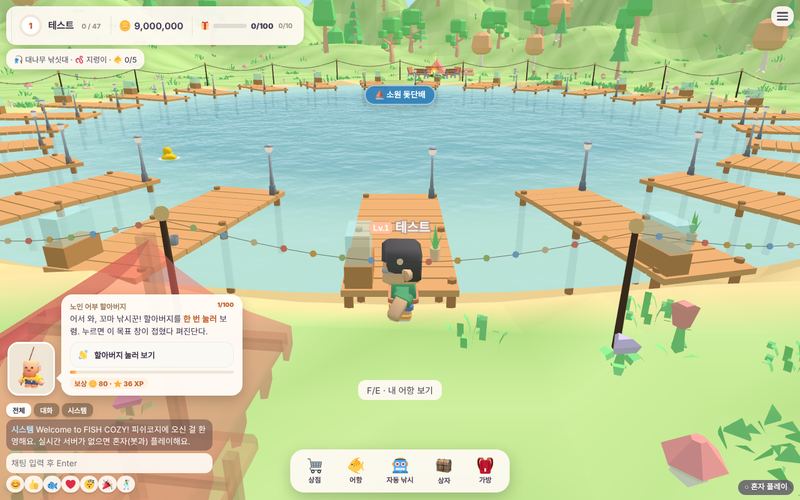 1 테스트 0 / 47 9,000,000 0/100 0/10
대나무 낚싯대 · 지렁이 · 0/5
소원 돛단배
Lv.1 테스트
노인 어부 할아버지 1/100
어서 와, 꼬마 낚시꾼! 할아버지를 한 번 눌러 보
렴. 누르면 이 목표 창이 접혔다 펴진단다.
할아버지 눌러 보기
보상 80 · 36 XP
F/E · 내 어항 보기
전체 대화 시스템
시스템 Welcome to FISH COZY! 피쉬코지에 오신 걸 환
영해요. 실시간 서버가 없으면 혼자(봇과) 플레이해요.
채팅 입력 후 Enter
상점 어항 자동 낚시 상자 가방
○ 혼자 플레이